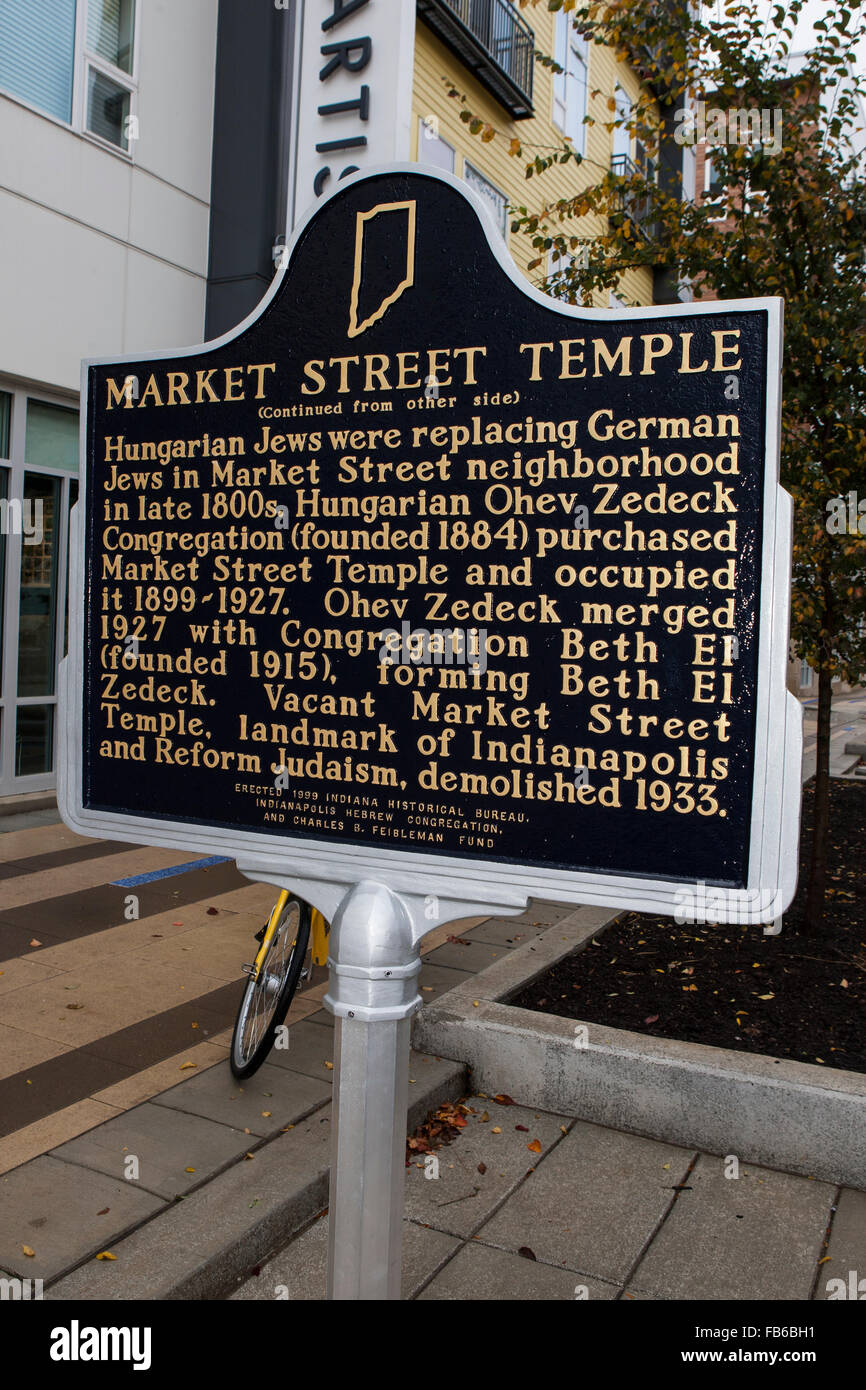 ARTIS
MARKET STREET TEMPLE
(Continued from other side)
Hungarian Jews were replacing German
Jews in Market Street neighborhood
in late 1800s. Hungarian Ohev Zedeck
Congregation (founded 1884) purchased
Market Street Temple and occupied
it 1899-1927. Ohev Zedeck merged
1927 with Congregation Beth El
(founded 1915), forming Beth El
Zedeck. Vacant Market Street
Temple, landmark of Indianapolis
and Reform Judaism, demolished 1933.
ERECTED 1999 INDIANA HISTORICAL BUREAU,
INDIANAPOLIS HEBREW CONGREGATION,
AND CHARLES B. FEIBLEMAN FUND
alamy
alamy stock photo
FB6BH1
www.alamy.com